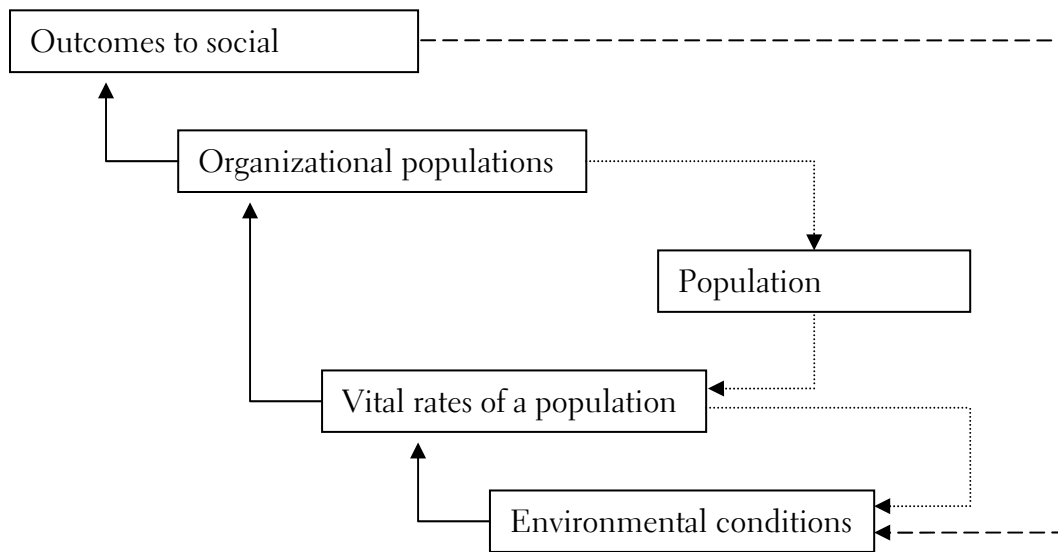 Outcomes to social
Organizational populations
Population
Vital rates of a population
Environmental conditions